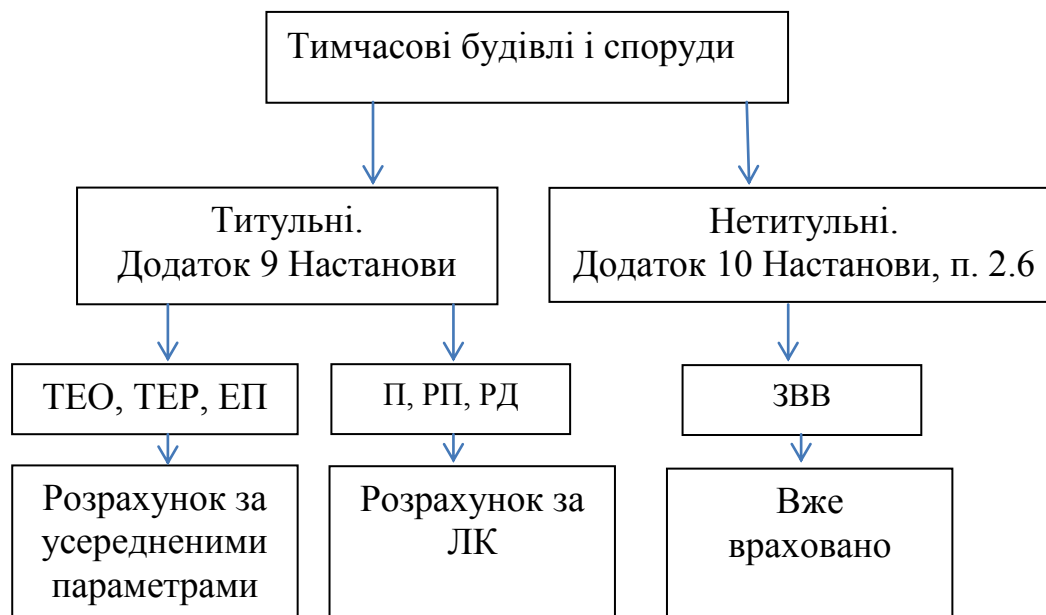 Тимчасові будівлі і споруди
Титульні.
Додаток 9 Настанови
Нетитульні.
Додаток 10 Настанови, п. 2.6
ТЕО, ТЕР, ЕП
П, РП, РД
ЗВВ
Розрахунок за
усередненими
параметрами
Розрахунок за
ЛК
Вже
враховано